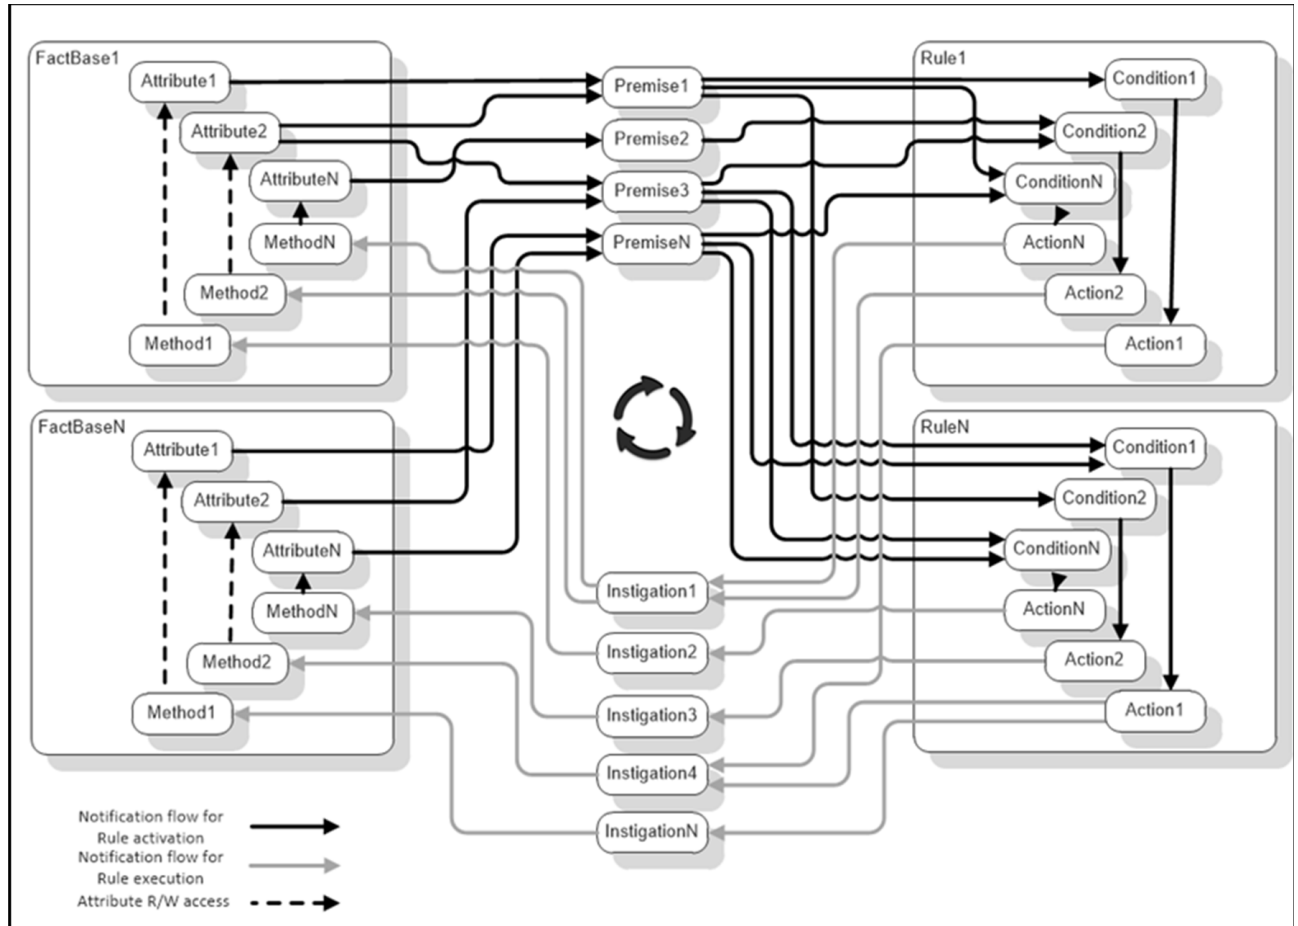 FactBase1
Attribute1
Attribute2
AttributeN
MethodN
Method2
Method1
FactBaseN
Attribute1
Attribute2
AttributeN
MethodN
Method2
Method1
Premise1
Premise2
Premise3
PremiseN
Instigation1
Instigation2
Instigation3
Instigation4
InstigationN
Rule1
Condition1
Condition2
ConditionN
ActionN
Action2
Action1
RuleN
Condition1
Condition2
ConditionN
ActionN
Action2
Action1
Notification flow for
Rule activation
Notification flow for
Rule execution
Attribute R/W access